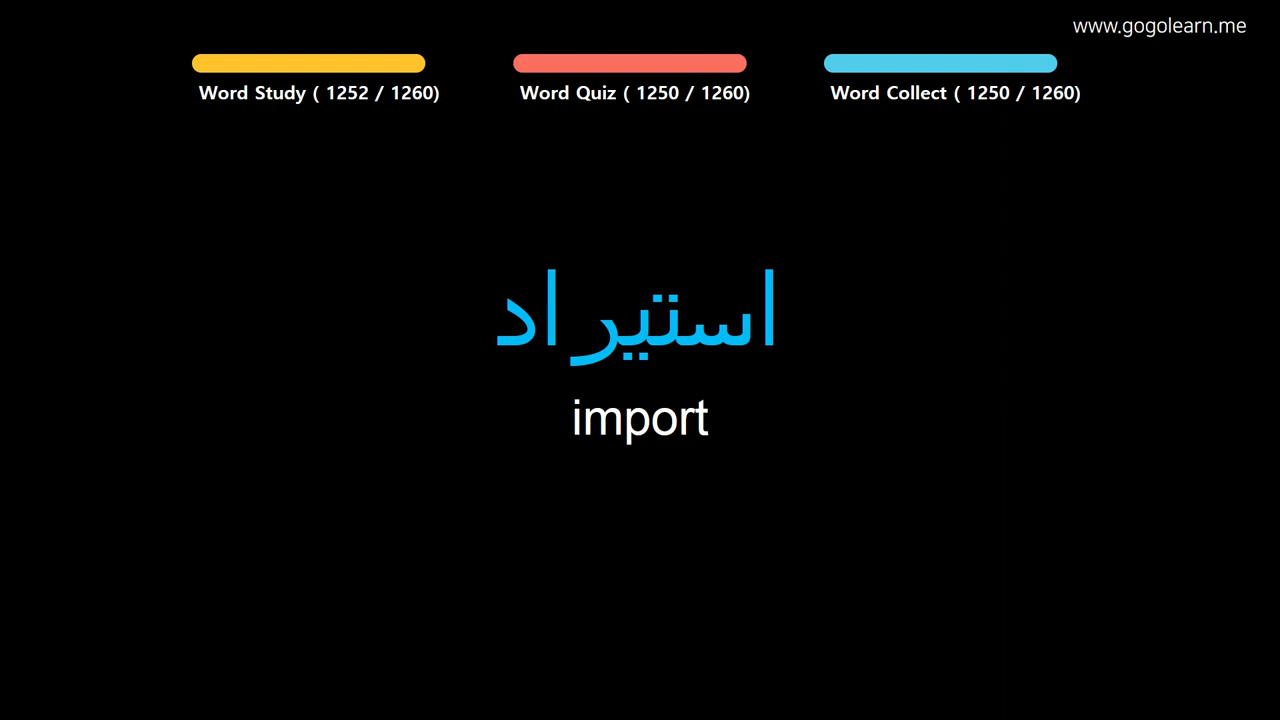 www.gogolearn.me
Word Study ( 1252 / 1260)
Word Quiz ( 1250 / 1260)
Word Collect ( 1250 / 1260)
استيراد
import